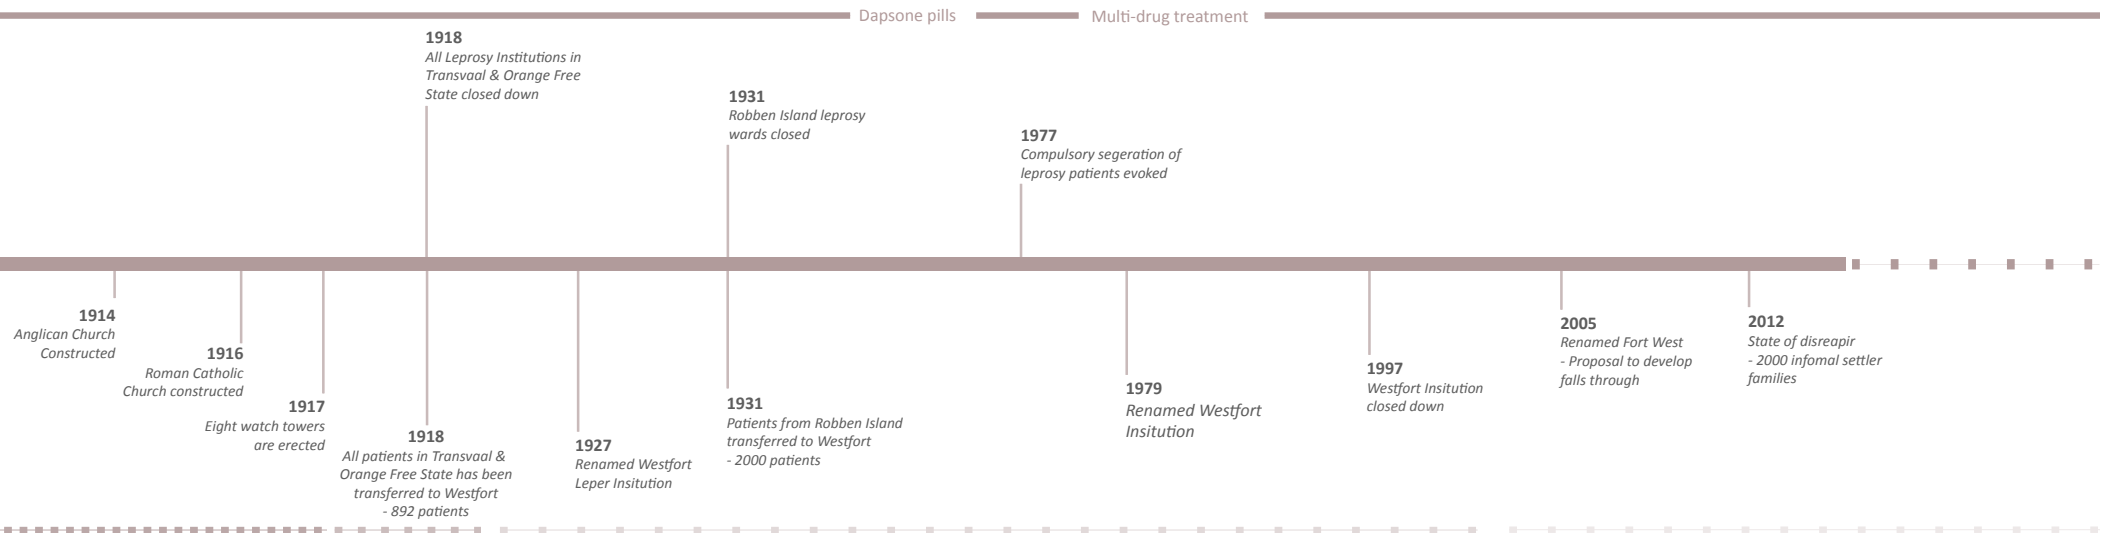 Dapsone pills
Multi-drug treatment
1918
All Leprosy Institutions in
Transvaal & Orange Free
State closed down
1931
Robben Island leprosy
wards closed
1977
Compulsory segeration of
leprosy patients evoked
1914
Anglican Church
Constructed
1916
Roman Catholic
Church constructed
1917
Eight watch towers
are erected
1918
All patients in Transvaal &
Orange Free State has been
transferred to Westfort
- 892 patients
1927
Renamed Westfort
Leper Insitution
1931
Patients from Robben Island
transferred to Westfort
- 2000 patients
1979
Renamed Westfort
Insitution
1997
Westfort Insitution
closed down
2005
Renamed Fort West
- Proposal to develop
falls through
2012
State of disreapir
- 2000 infomal settler
families